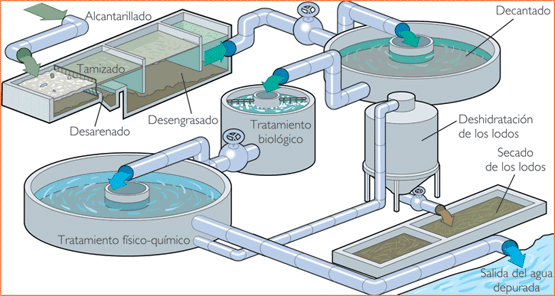 Alcantarillado
Decantado
Tamizado
Desarenado
Desengrasado
Tratamiento
biológico
Deshidratación
de los lodos
Secado
de los lodos
Tratamiento físico-químico
Salida del agua
depurada